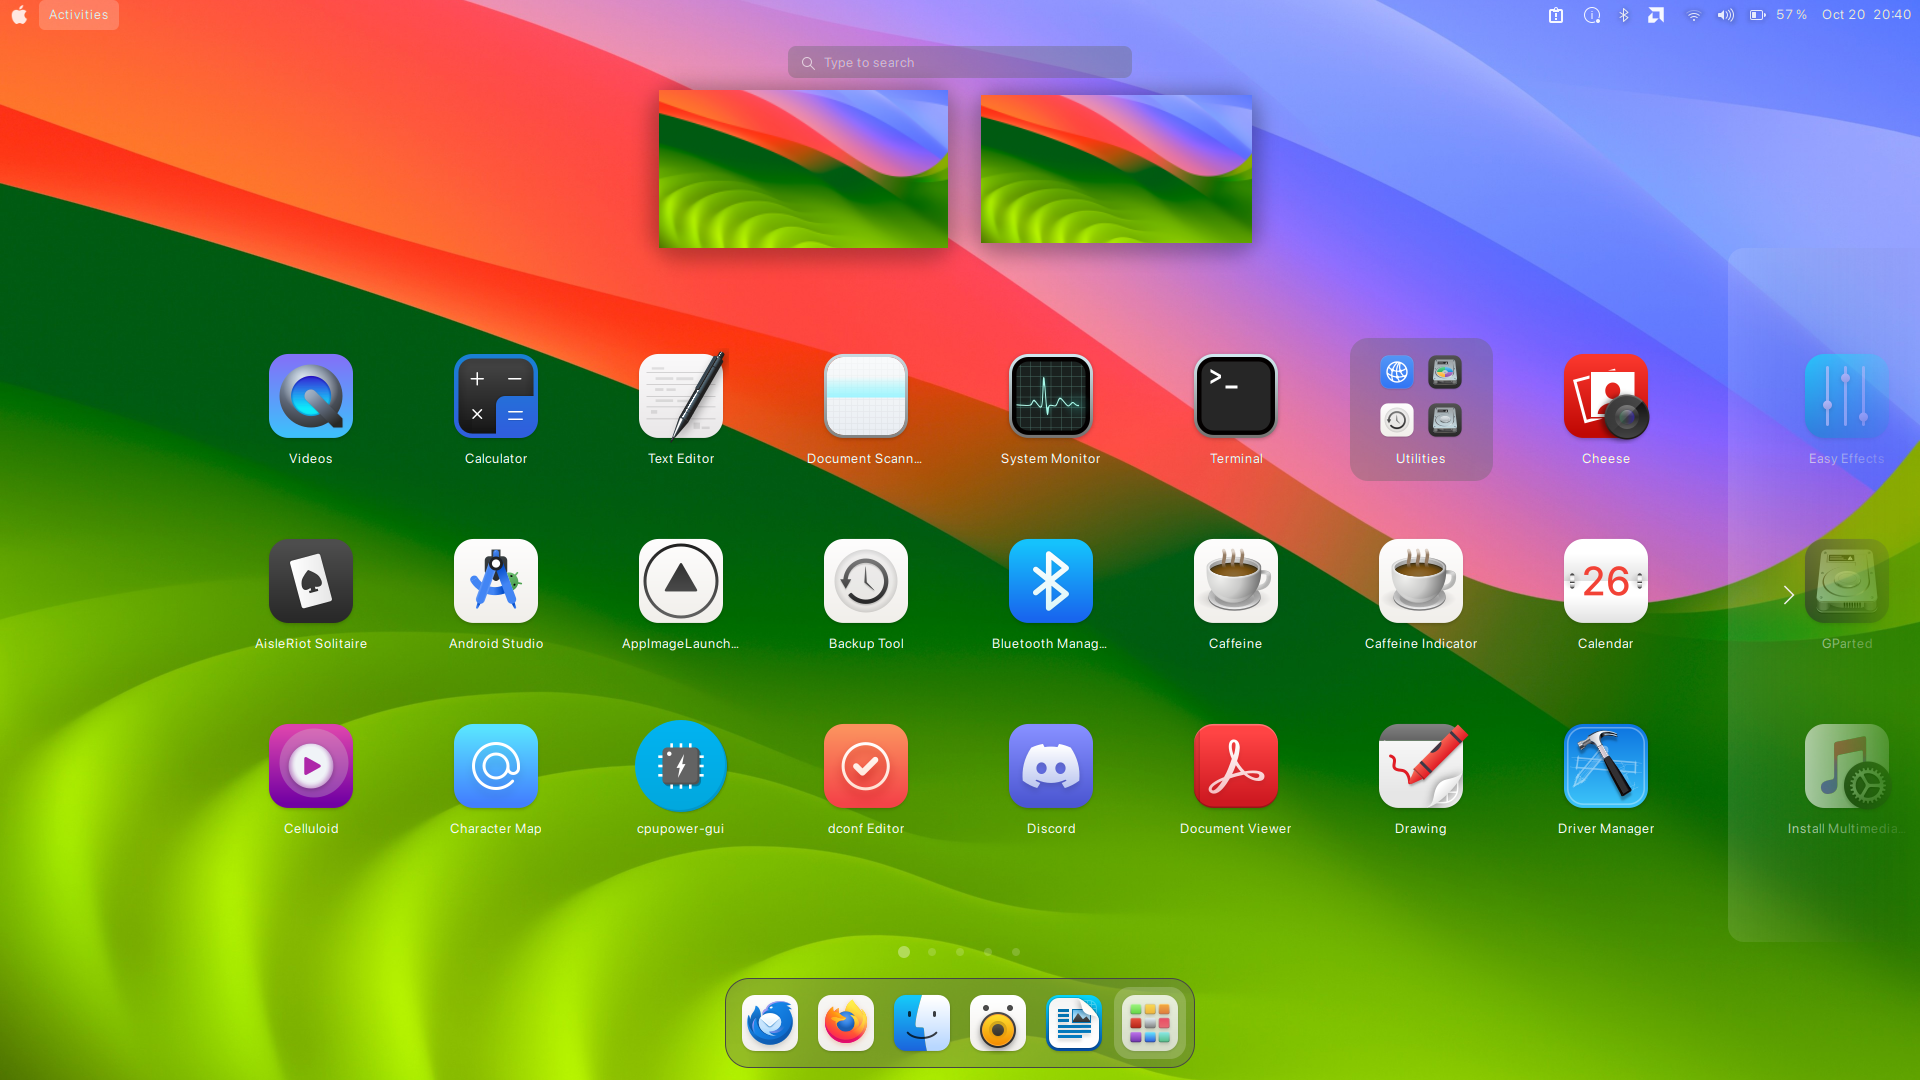 Activities
57 %
Oct 20 20:40
Type to search
Videos
Calculator
Text Editor
Document Scann...
System Monitor
Terminal
Utilities
Cheese
Easy Effects
AisleRiot Solitaire
Android Studio
AppImageLaunch...
Backup Tool
Bluetooth Manag...
Caffeine
Caffeine Indicator
26
Calendar
GParted
Celluloid
Character Map
cpupower-gui
dconf Editor
Discord
Document Viewer
Drawing
Driver Manager
Install Multimedia...